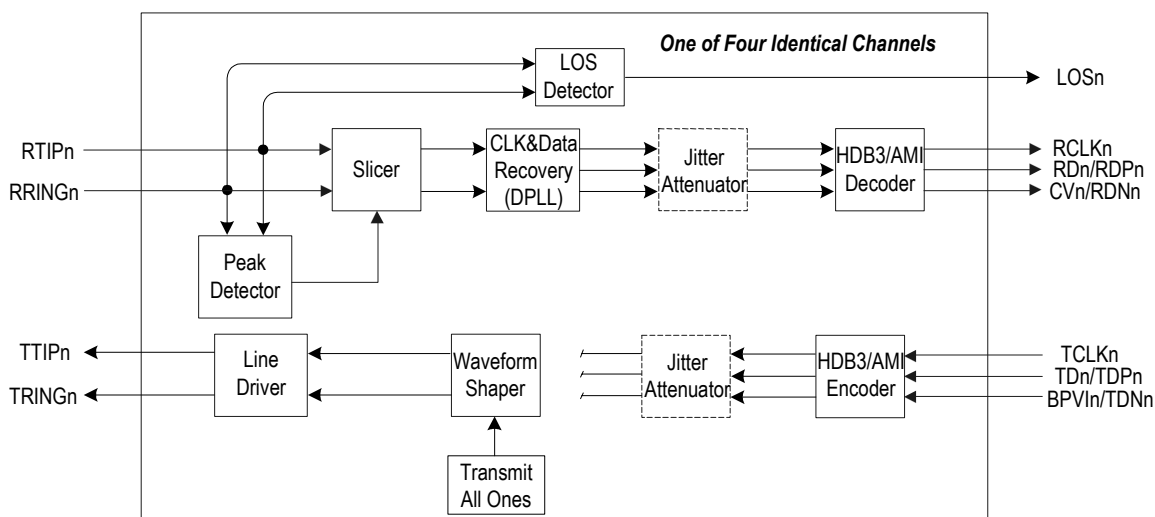 One of Four Identical Channels
LOS
Detector
LOSn
RTIPn
RRINGn
Slicer
CLK&Data
Recovery
(DPLL)
Jitter
Attenuator
HDB3/AMI
Decoder
RCLKn
RDn/RDPn
CVn/RDNn
Peak
Detector
TTIPn
TRINGn
Line
Driver
Waveform
Shaper
Jitter
Attenuator
HDB3/AMI
Encoder
TCLKn
TDn/TDPn
BPVIn/TDNn
Transmit
All Ones